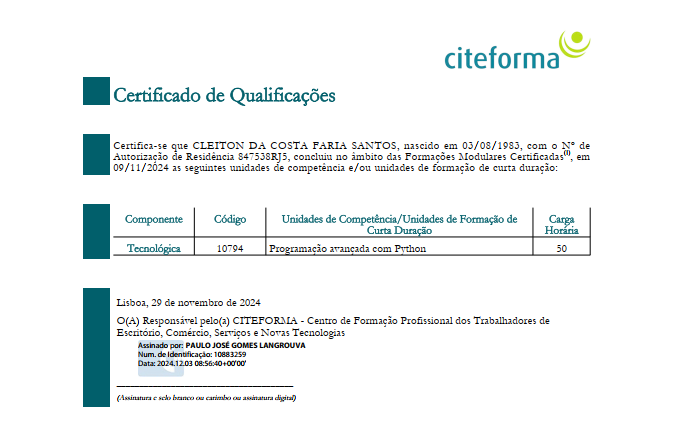 citeforma
Certificado de Qualificações
Certifica-se que CLEITON DA COSTA FARIA SANTOS, nascido em 03/08/1983, com o Nº de
Autorização de Residência 847538RJ5, concluiu no âmbito das Formações Modulares Certificadas(1), em
09/11/2024 as seguintes unidades de competência e/ou unidades de formação de curta duração:
Componente Código Unidades de Competência/Unidades de Formação de Curta Duração Carga Horária
Tecnológica 10794 Programação avançada com Python 50
Lisboa, 29 de novembro de 2024
O(A) Responsável pelo(a) CITEFORMA - Centro de Formação Profissional dos Trabalhadores de
Escritório, Comércio, Serviços e Novas Tecnologias
Assinado por: PAULO JOSÉ GOMES LANGROUVA
Num. de Identificação: 10883259
Data: 2024.12.03 08:56:40+00'00'
(Assinatura e selo branco ou carimbo ou assinatura digital)